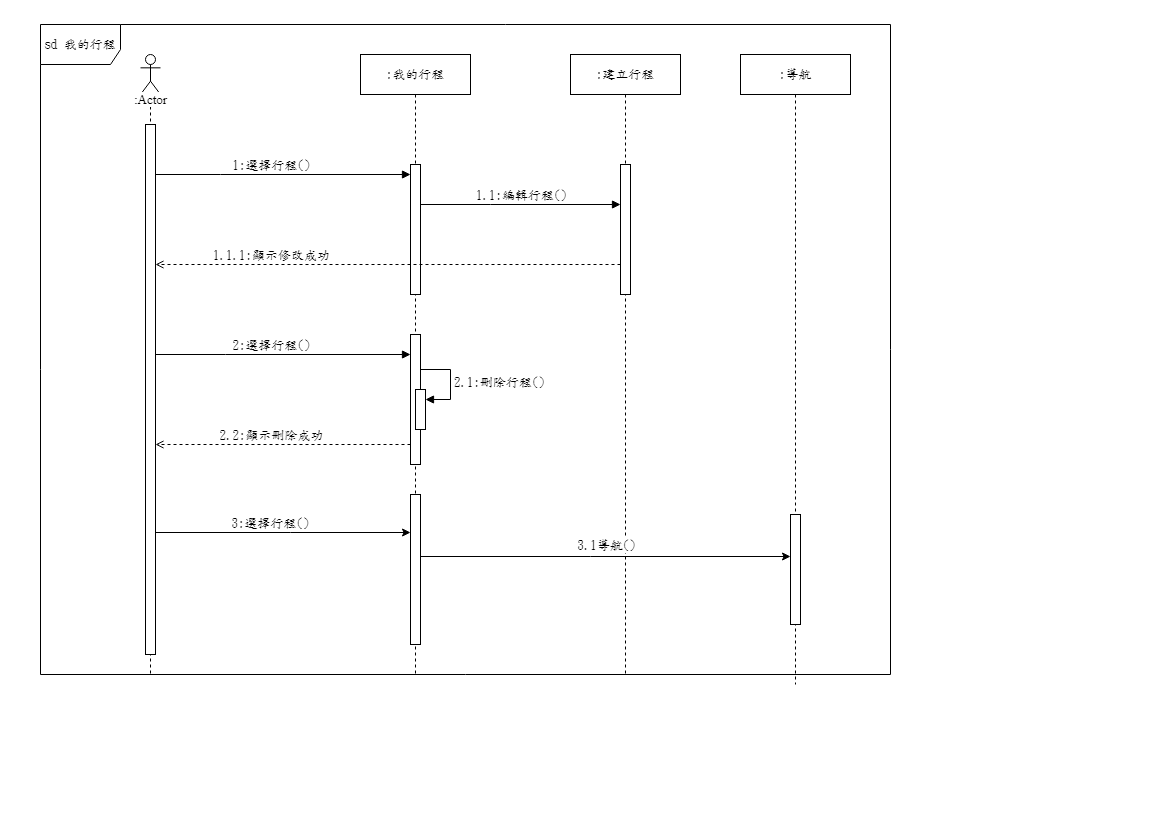 sd 我的行程
:Actor
:我的行程
:建立行程
:導航
1:選擇行程()
1.1:編輯行程()
1.1.1:顯示修改成功
2:選擇行程()
2.1:刪除行程()
2.2:顯示刪除成功
3:選擇行程()
3.1導航()